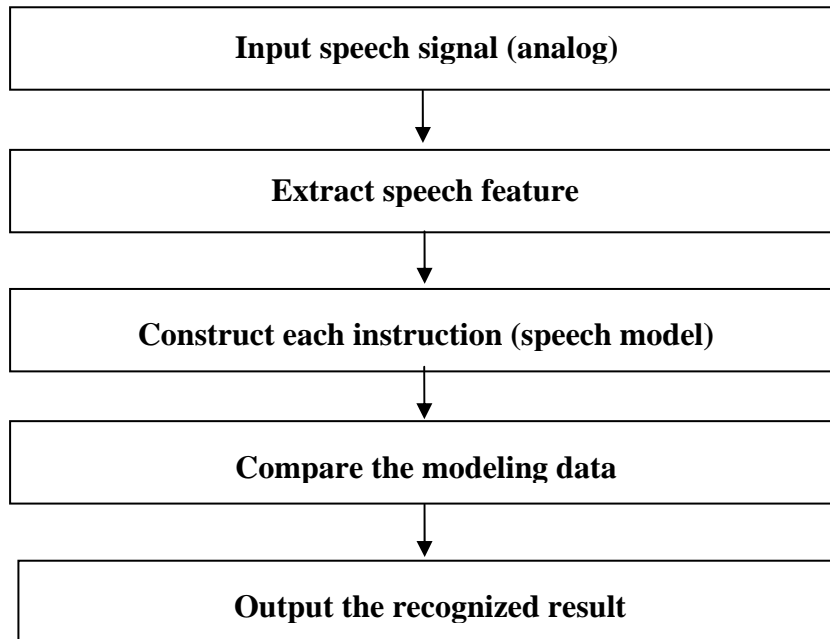 Input speech signal (analog)
Extract speech feature
Construct each instruction (speech model)
Compare the modeling data
Output the recognized result